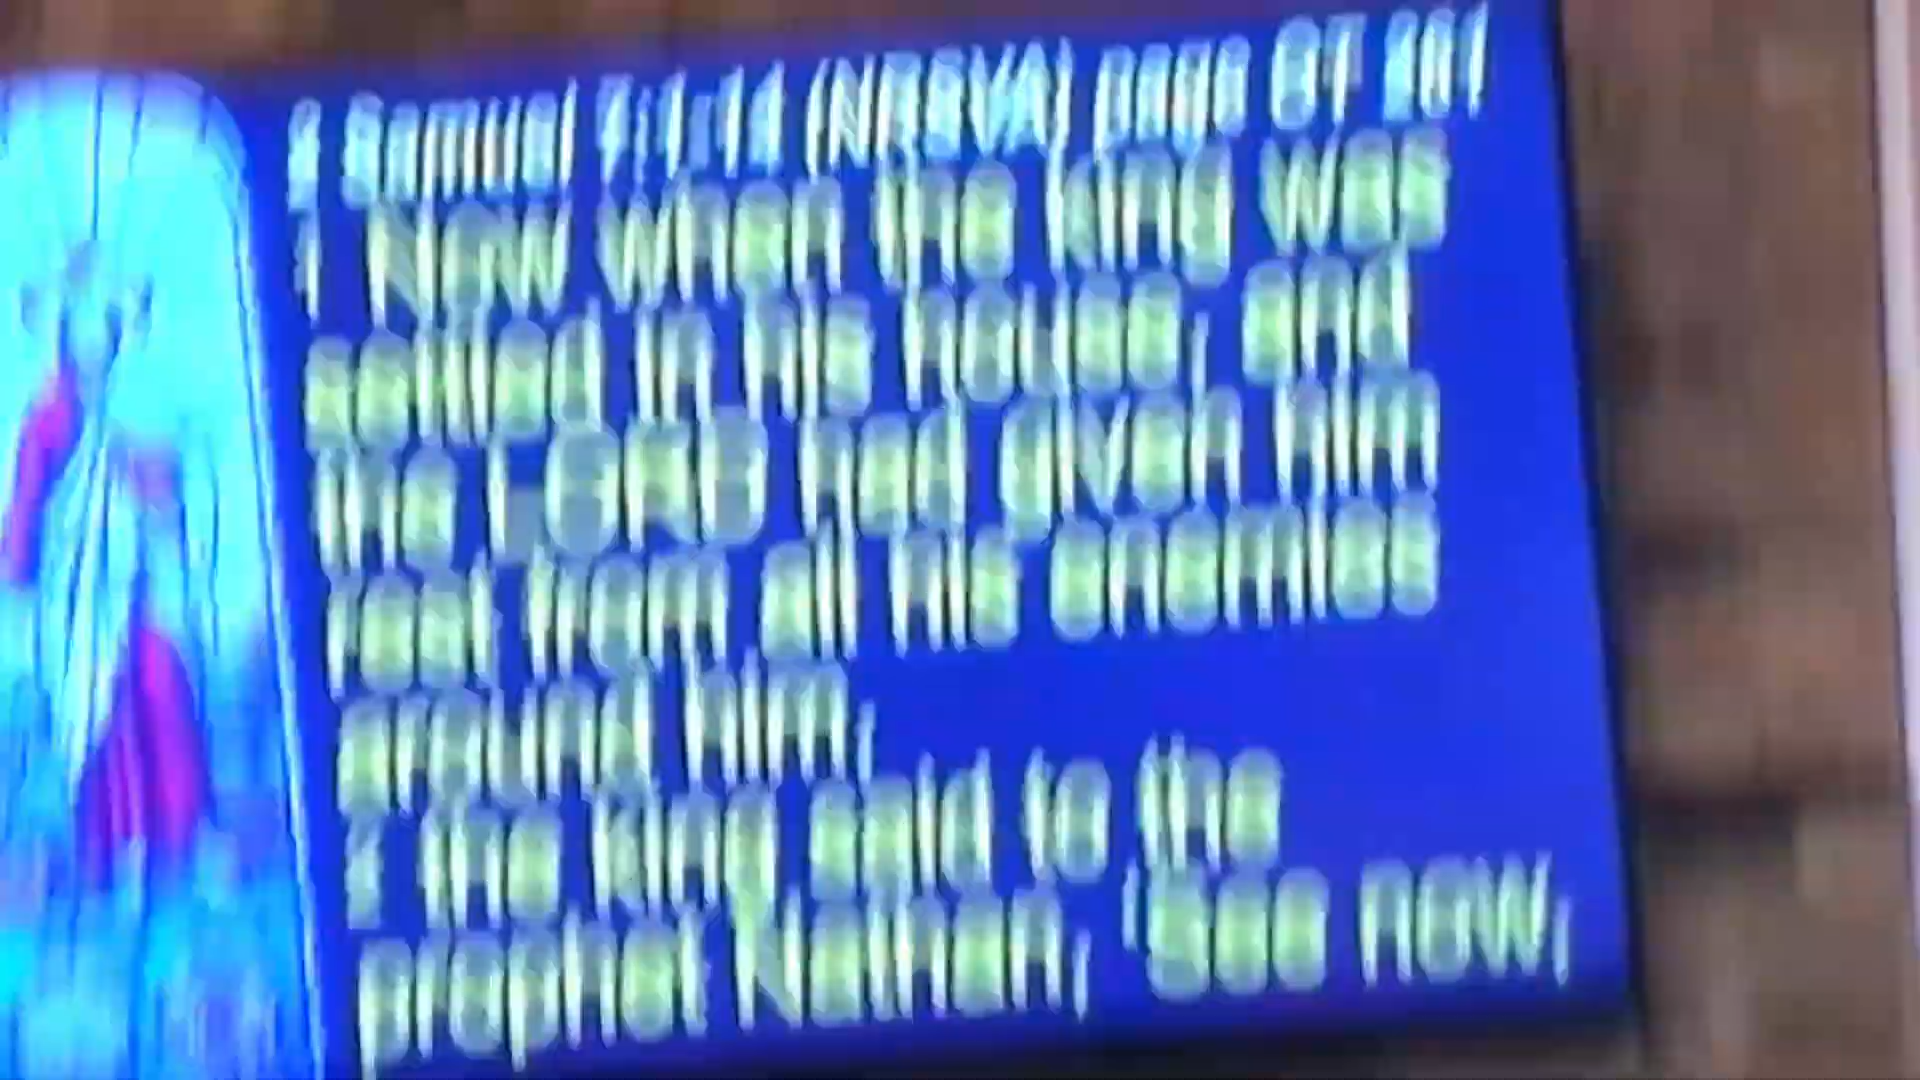 2 Samuel 7:1-14 (NRSVA) page OT
1 Now when the king was
settled in his house, and
the LORD had given him
rest from all his enemies
around him,
2 the king said to the
prophet Nathan, ‘See now,